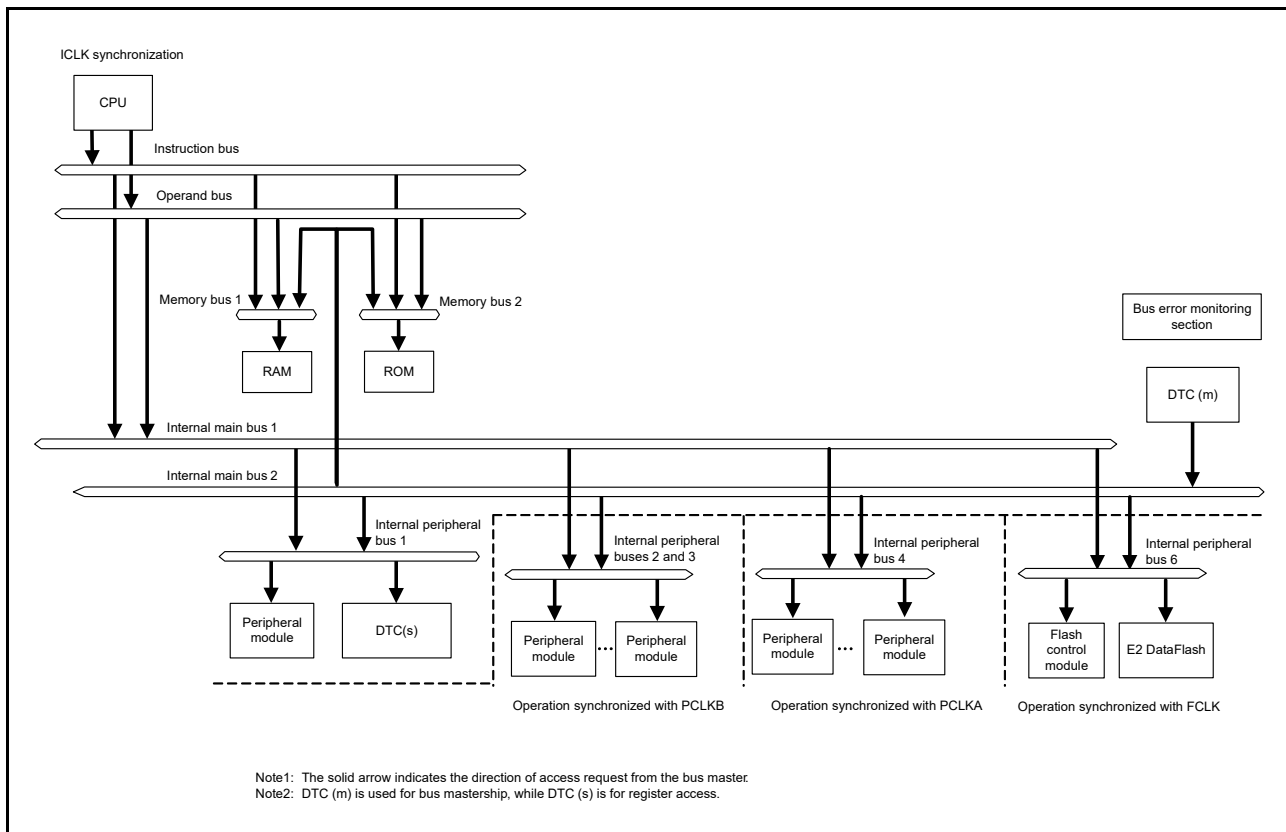 ICLK synchronization
CPU
Instruction bus
Operand bus
Memory bus 1
Memory bus 2
RAM
ROM
Bus error monitoring
section
DTC (m)
Internal main bus 1
Internal main bus 2
Internal peripheral
bus 1
Internal peripheral
buses 2 and 3
Internal peripheral
bus 4
Internal peripheral
bus 6
Peripheral
module
DTC(s)
Peripheral
module
...
Peripheral
module
Peripheral
module
...
Peripheral
module
Flash
control
module
E2 DataFlash
Operation synchronized with PCLKB
Operation synchronized with PCLKA
Operation synchronized with FCLK
Note1: The solid arrow indicates the direction of access request from the bus master.
Note2: DTC (m) is used for bus mastership, while DTC (s) is for register access.